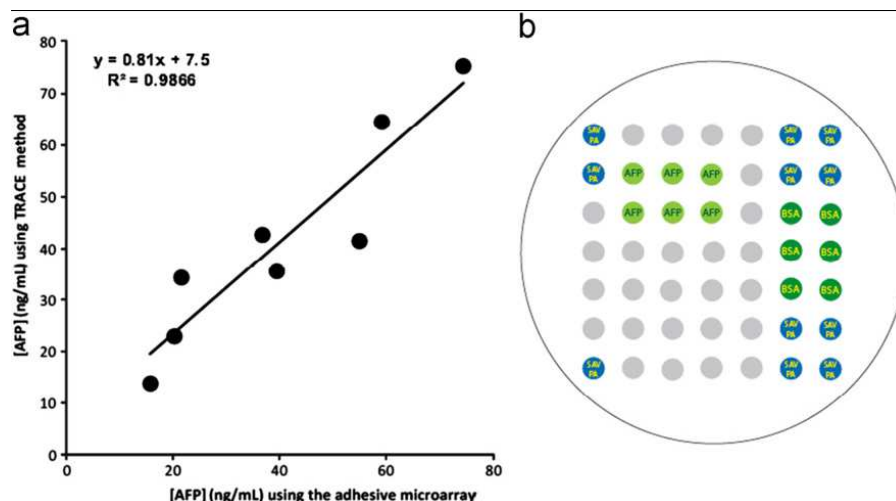 a
b
y = 0.81x + 7.5
R² = 0.9866
80
70
60
50
40
30
20
10
0
0 20 40 60 80
[AFP] (ng/mL) using TRACE method
[AFP] (ng/mL) using the adhesive microarray
SAV PA SAV PA SAV PA
SAV PA AFP AFP AFP SAV PA SAV PA
AFP AFP AFP BSA BSA
BSA BSA
BSA BSA
SAV PA SAV PA
SAV PA SAV PA SAV PA